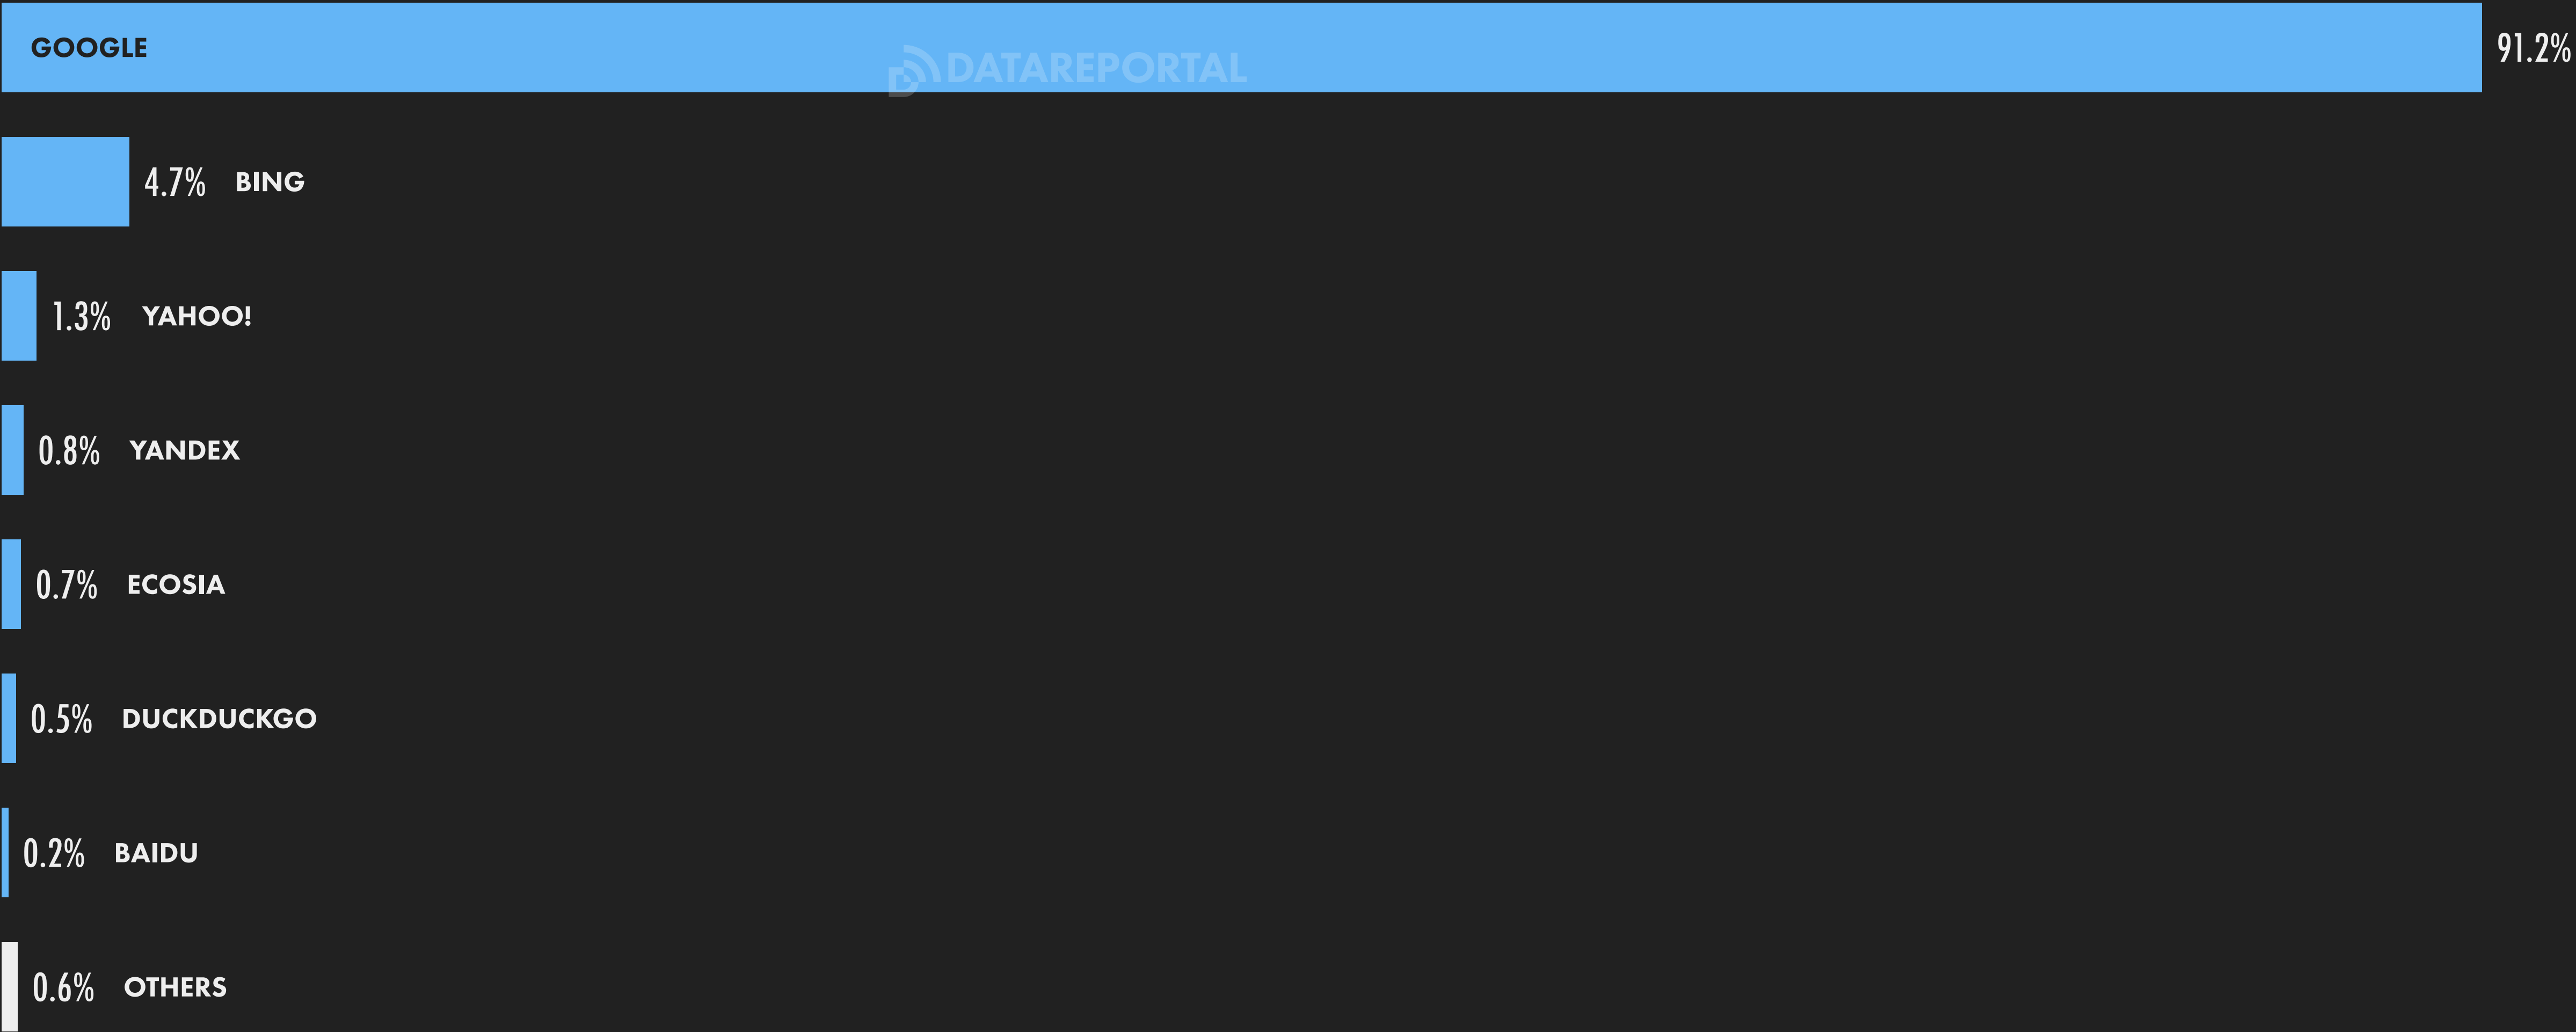 GOOGLE 91.2%
DATAREPORTAL
4.7% BING
1.3% YAHOO!
0.8% YANDEX
0.7% ECOSIA
0.5% DUCKDUCKGO
0.2% BAIDU
0.6% OTHERS